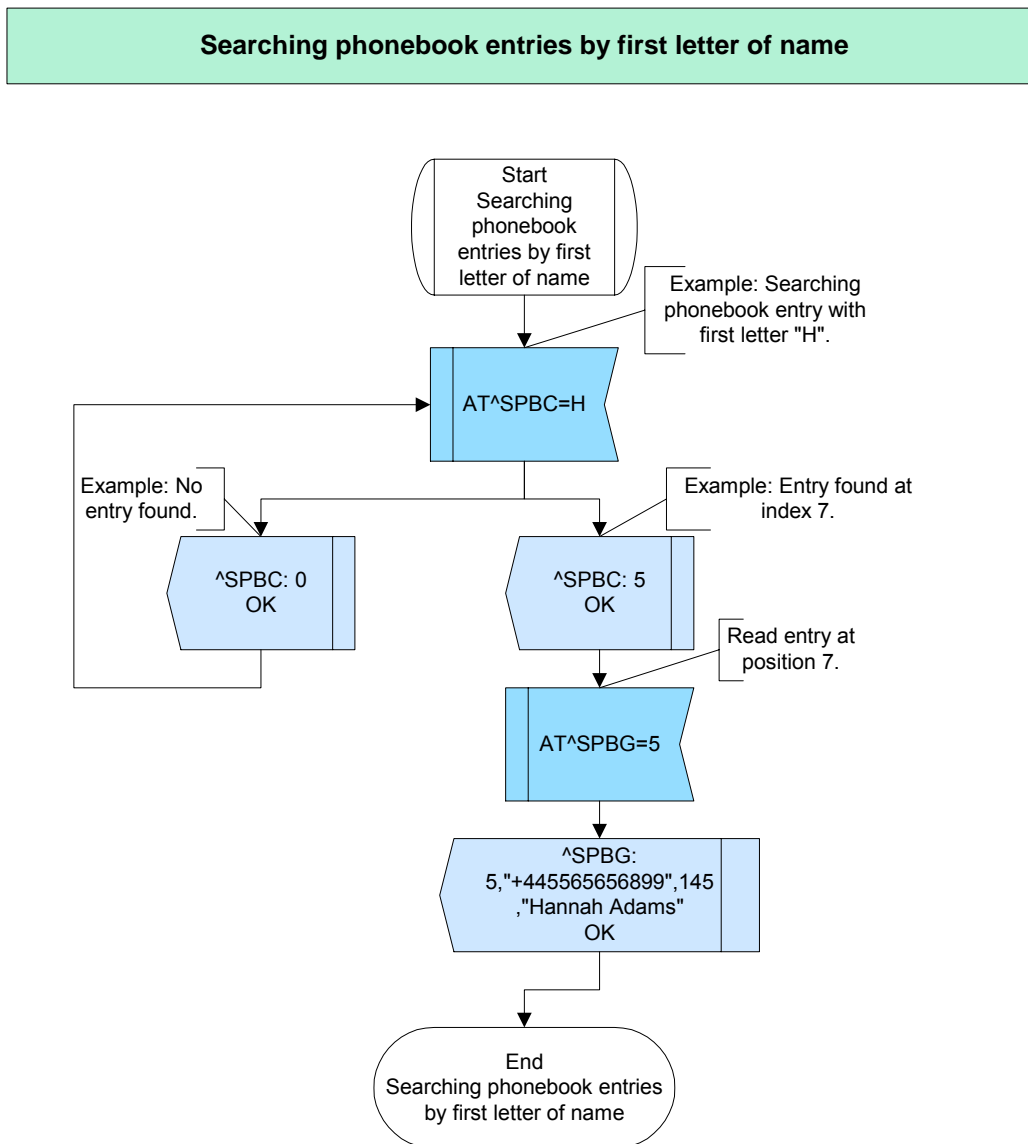 Searching phonebook entries by first letter of name
Start
Searching
phonebook
entries by first
letter of name
Example: Searching
phonebook entry with
first letter "H".
AT^SPBC=H
Example: No
entry found.
Example: Entry found at
index 7.
^SPBC: 0
OK
^SPBC: 5
OK
Read entry at
position 7.
AT^SPBG=5
^SPBG:
5,"+445565656899",145
,"Hannah Adams"
OK
End
Searching phonebook entries
by first letter of name